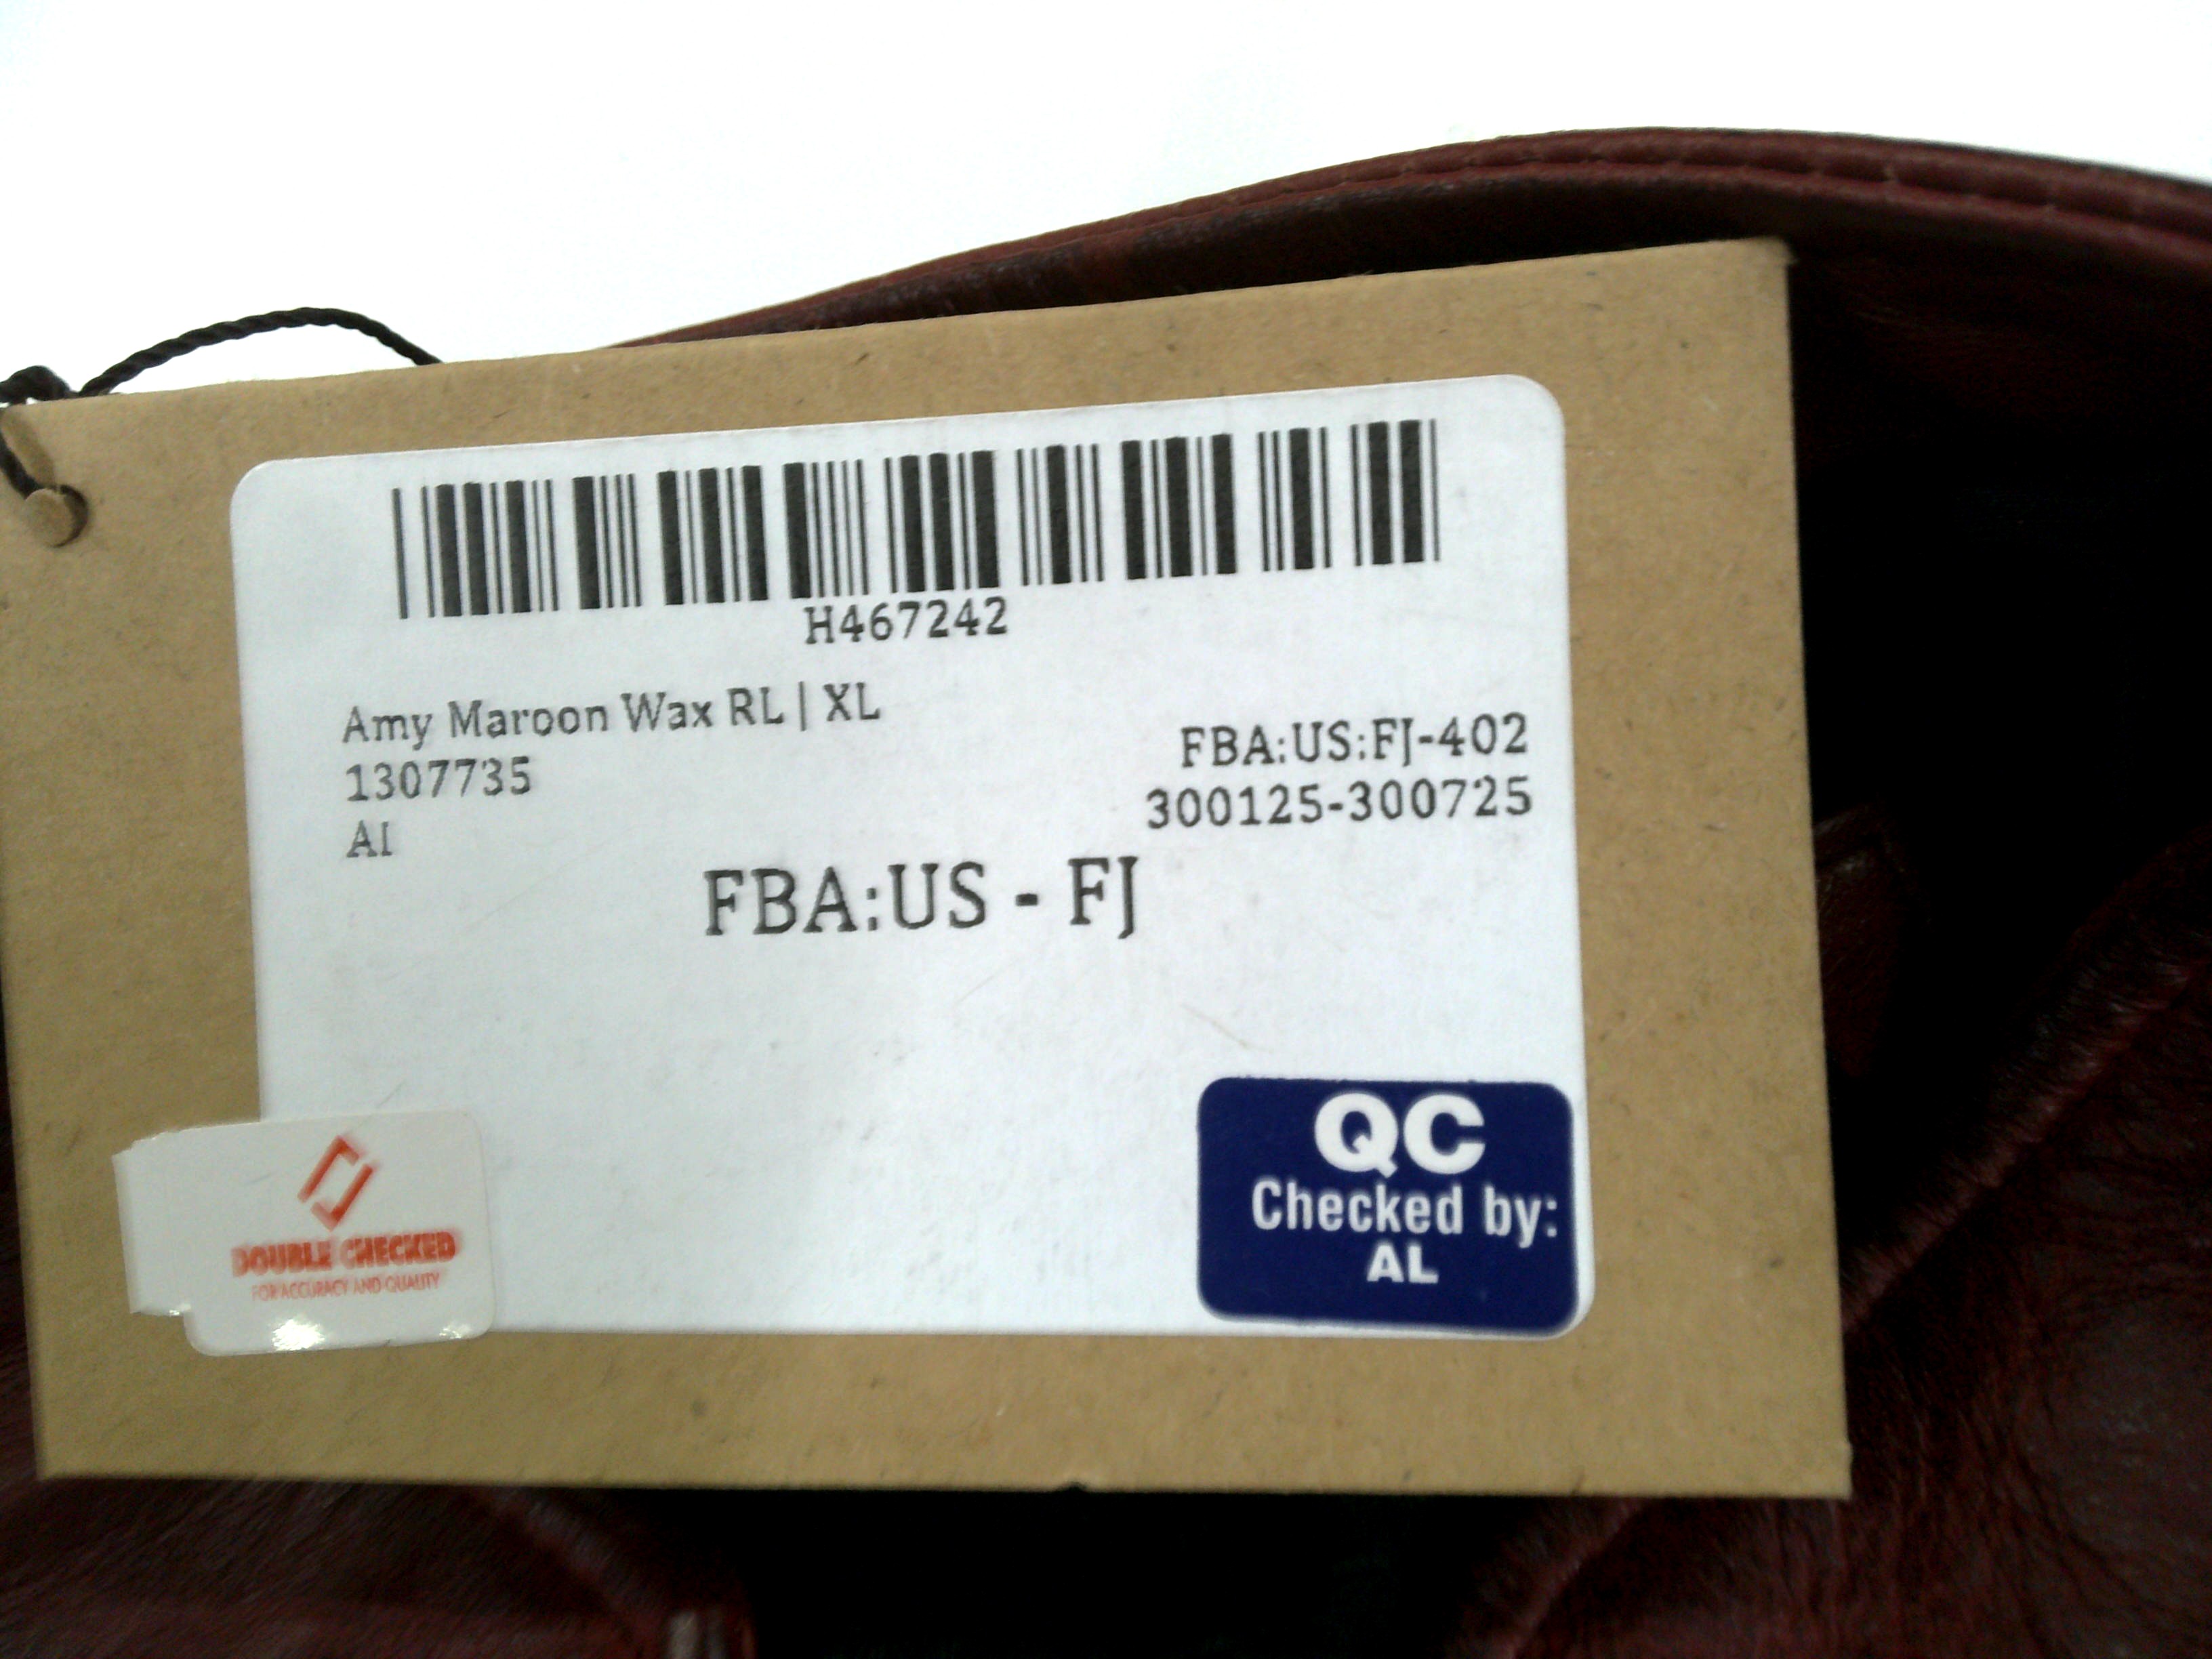 H467242
Amy Maroon Wax RL | XL
1307735
AI
FBA:US:FJ-402
300125-300725
FBA:US - FJ
DOUBLE CHECKED
FOR ACCURACY AND QUALITY
QC
Checked by:
AL